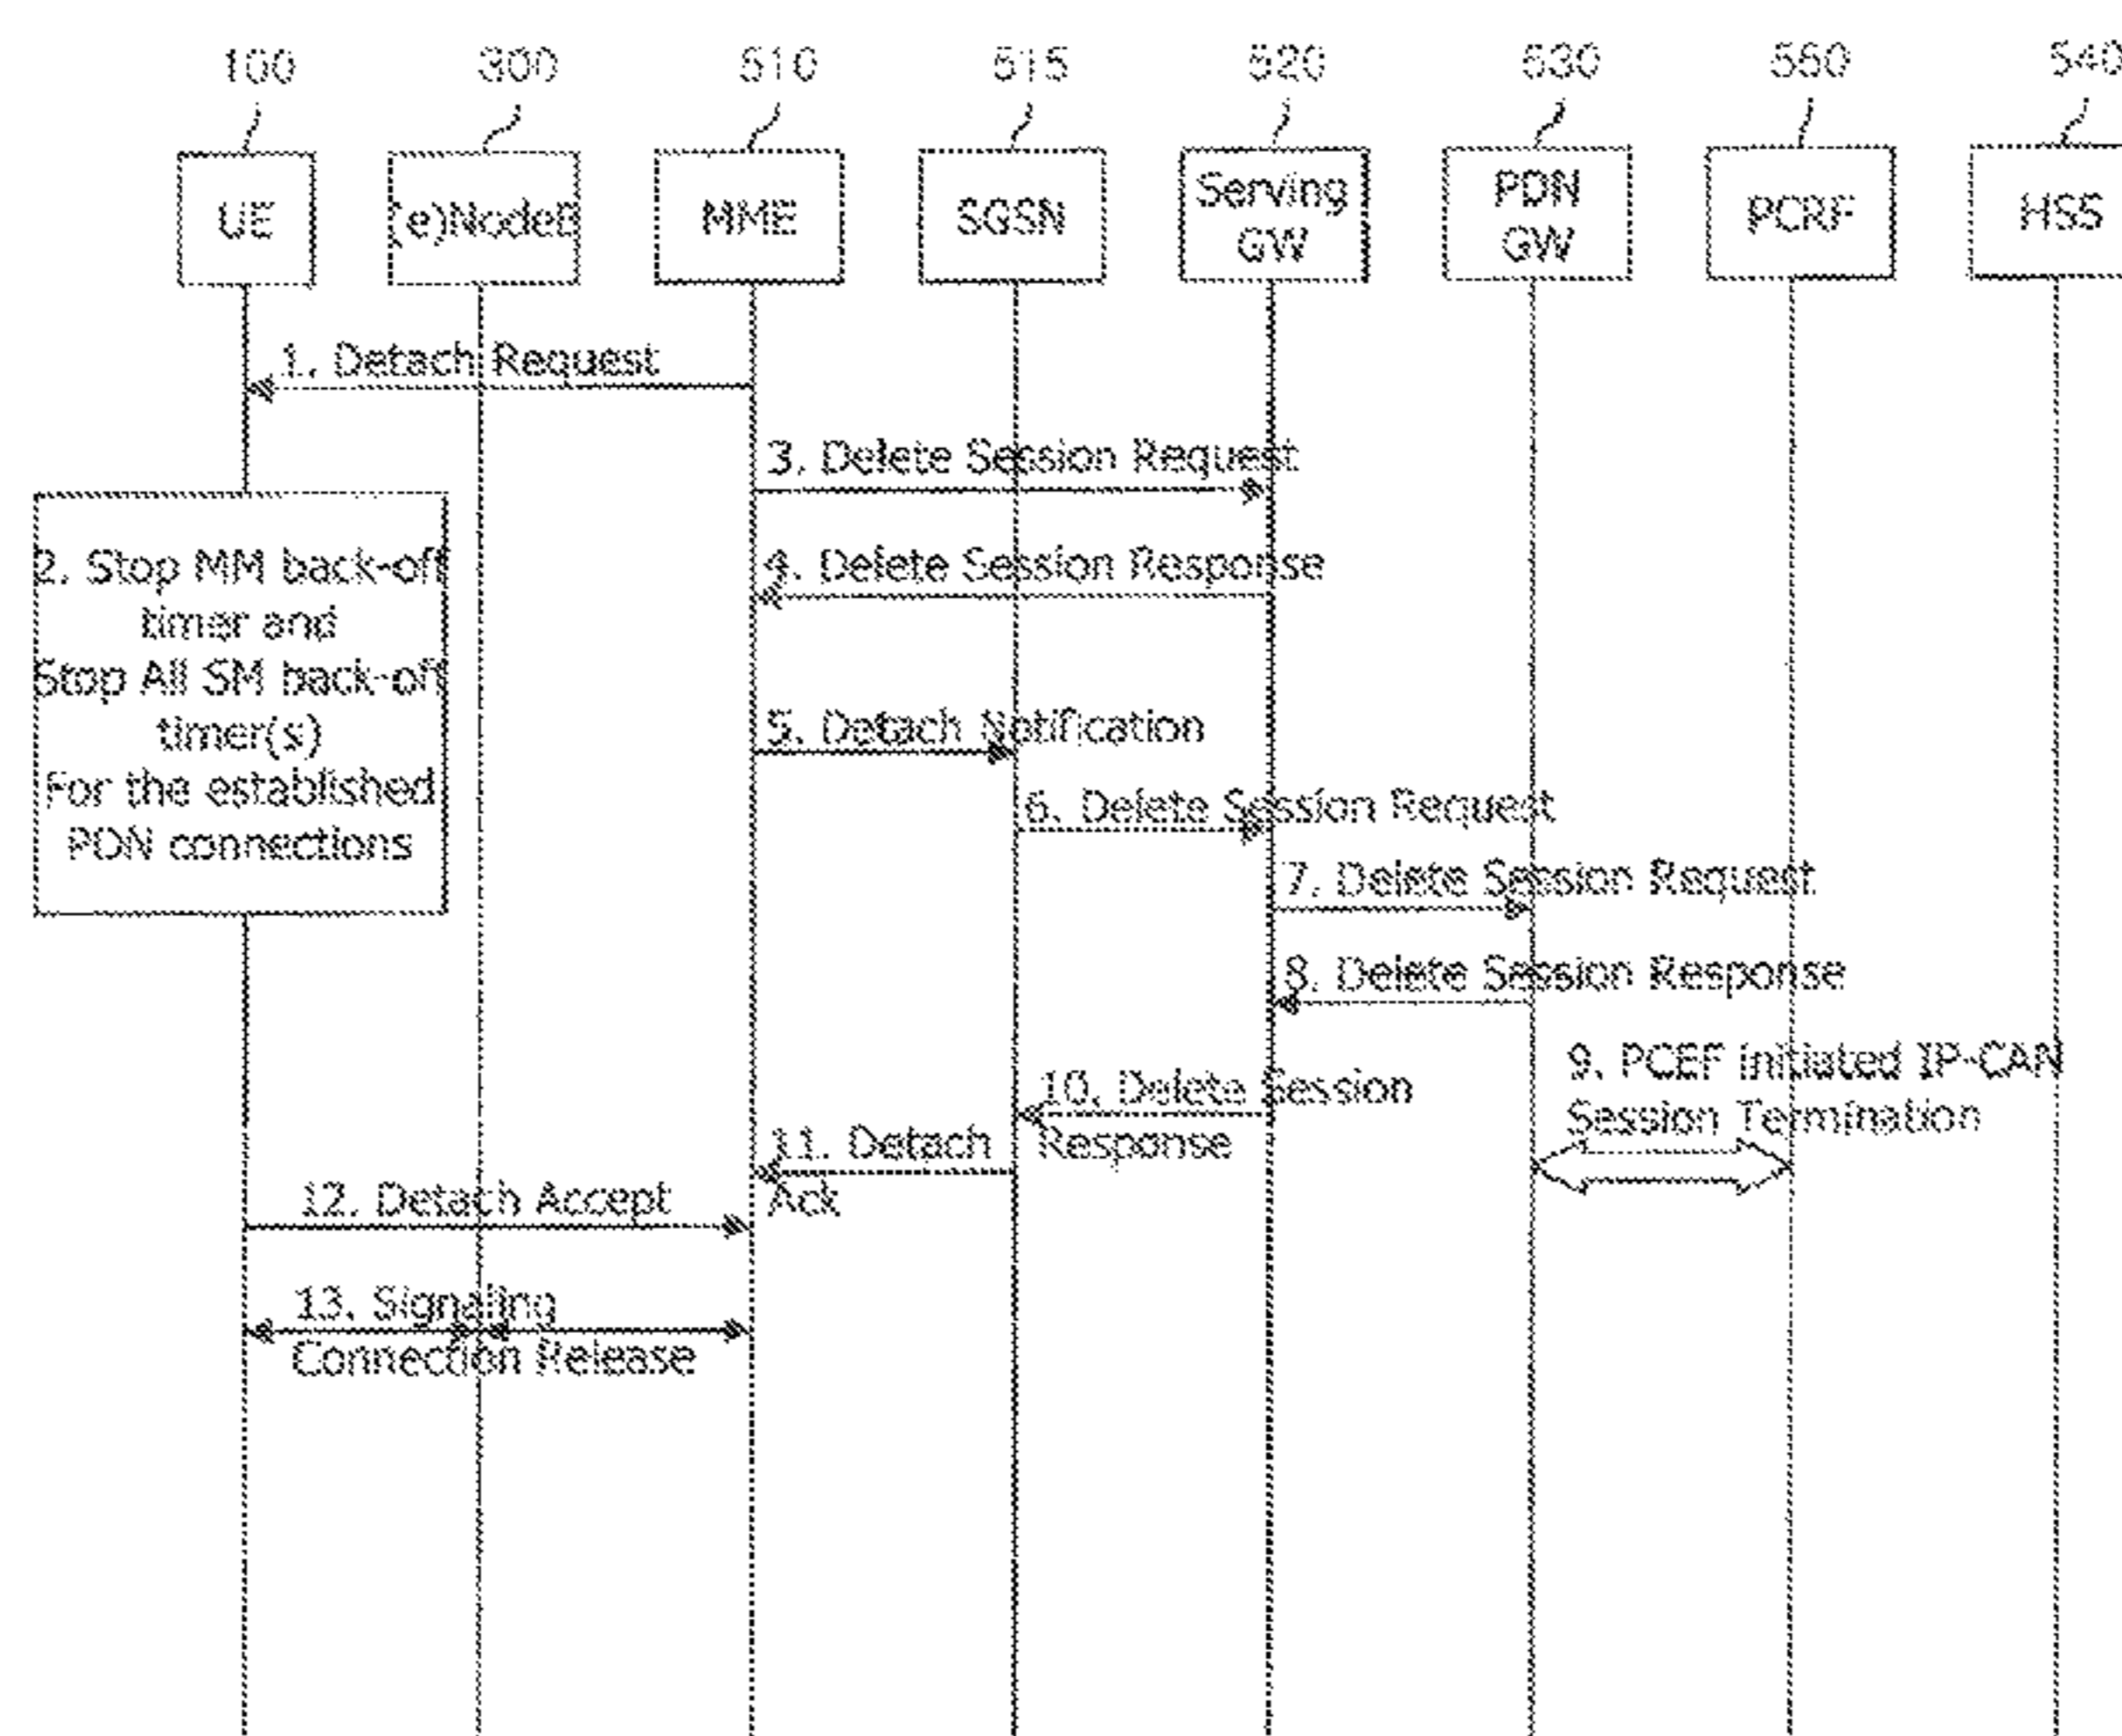 100 300 510 515 520 530 550 540
UE (e)NodeB MME SGSN Serving GW PDN GW PCRF HSS
1. Detach Request
3. Delete Session Request
2. Stop MM back-off
timer and
Stop All SM back-off
timer(s)
For the established
PDN connections
4. Delete Session Response
5. Detach Notification
6. Delete Session Request
7. Delete Session Request
8. Delete Session Response
9. PCEF Initiated IP-CAN
Session Termination
10. Delete Session
Response
11. Detach
Ack
12. Detach Accept
13. Signaling
Connection Release